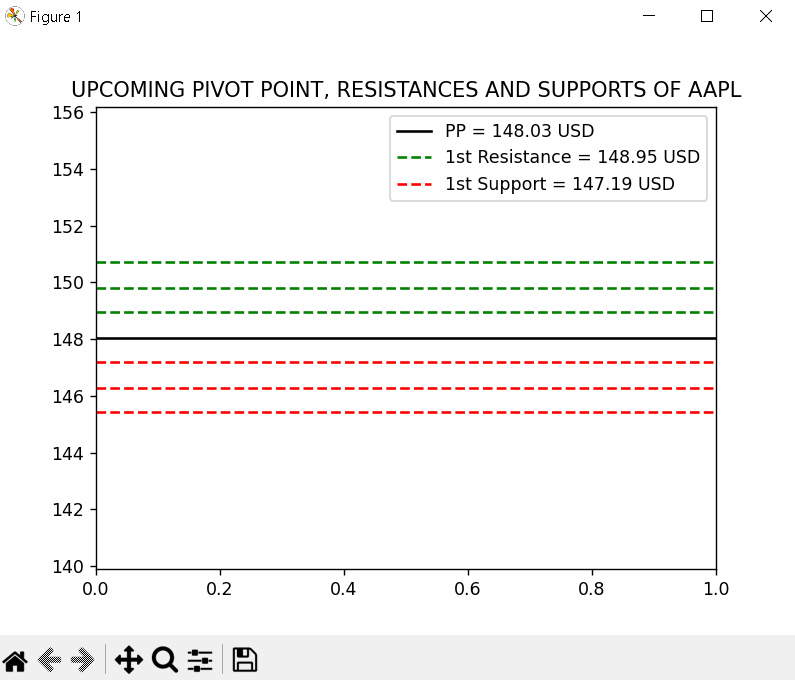 Figure 1
UPCOMING PIVOT POINT, RESISTANCES AND SUPPORTS OF AAPL
PP = 148.03 USD
1st Resistance = 148.95 USD
1st Support = 147.19 USD
156
154
152
150
148
146
144
142
140
0.0 0.2 0.4 0.6 0.8 1.0